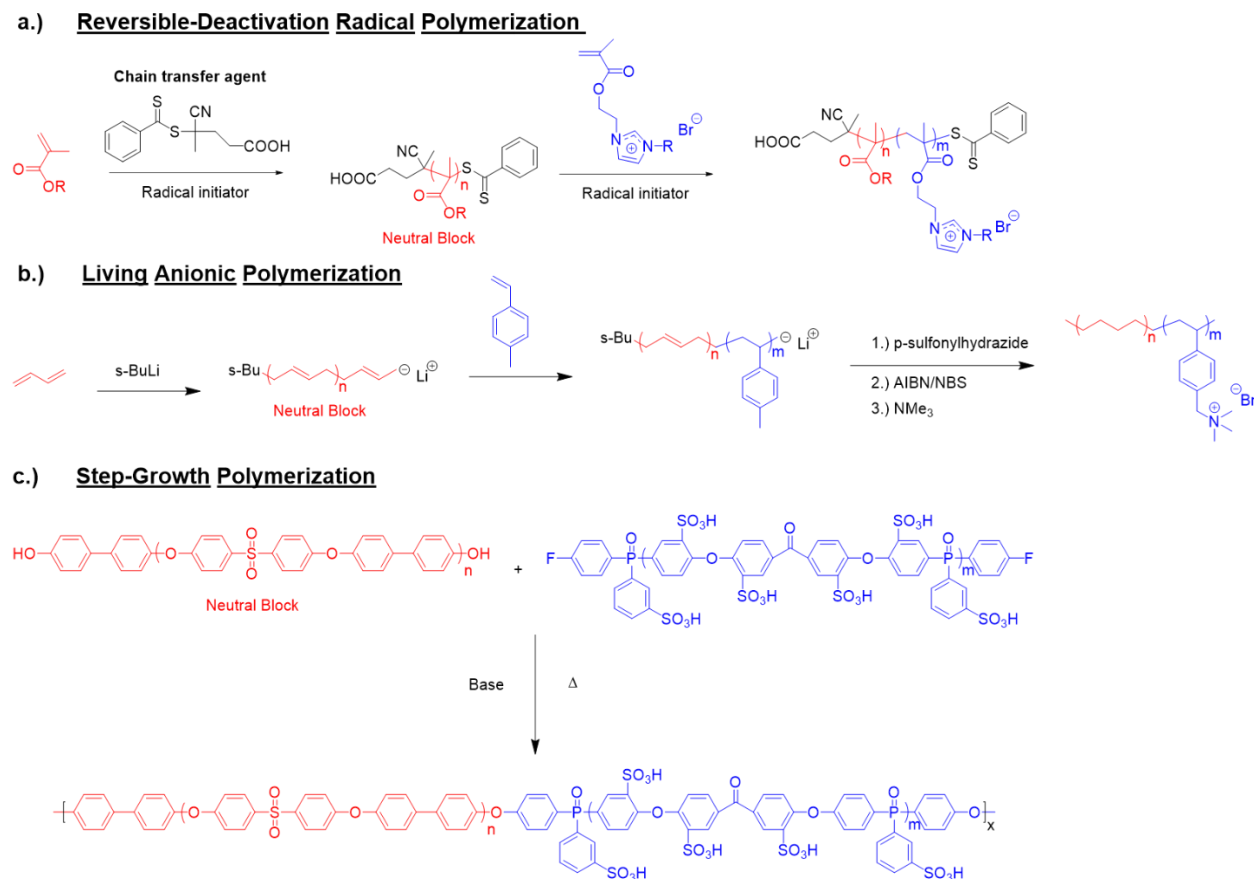 a.) Reversible-Deactivation Radical Polymerization
Chain transfer agent
S
S
CN
COOH
O
OR
Radical initiator
HOOC
NC
S
n
S
O
OR
Neutral Block
O
O
N
N
R
Br⊖
⊕
Radical initiator
HOOC
NC
n
m
S
S
O
OR
O
O
N
N
R
Br⊖
⊕
b.) Living Anionic Polymerization
s-BuLi
s-Bu
n
⊖ Li⊕
Neutral Block
s-Bu
n
m
⊖ Li⊕
1.) p-sulfonylhydrazide
2.) AIBN/NBS
3.) NMe3
n
m
⊕
N
⊖
Br
c.) Step-Growth Polymerization
HO
O
O
S
O
O
OH
n
Neutral Block
+
F
O
P
SO3H
SO3H
O
SO3H
O
SO3H
O
SO3H
O
P
m
F
SO3H
Base
Δ
[
O
O
S
O
O
n
O
O
P
SO3H
SO3H
O
SO3H
O
SO3H
O
SO3H
O
P
m
SO3H
O
]x